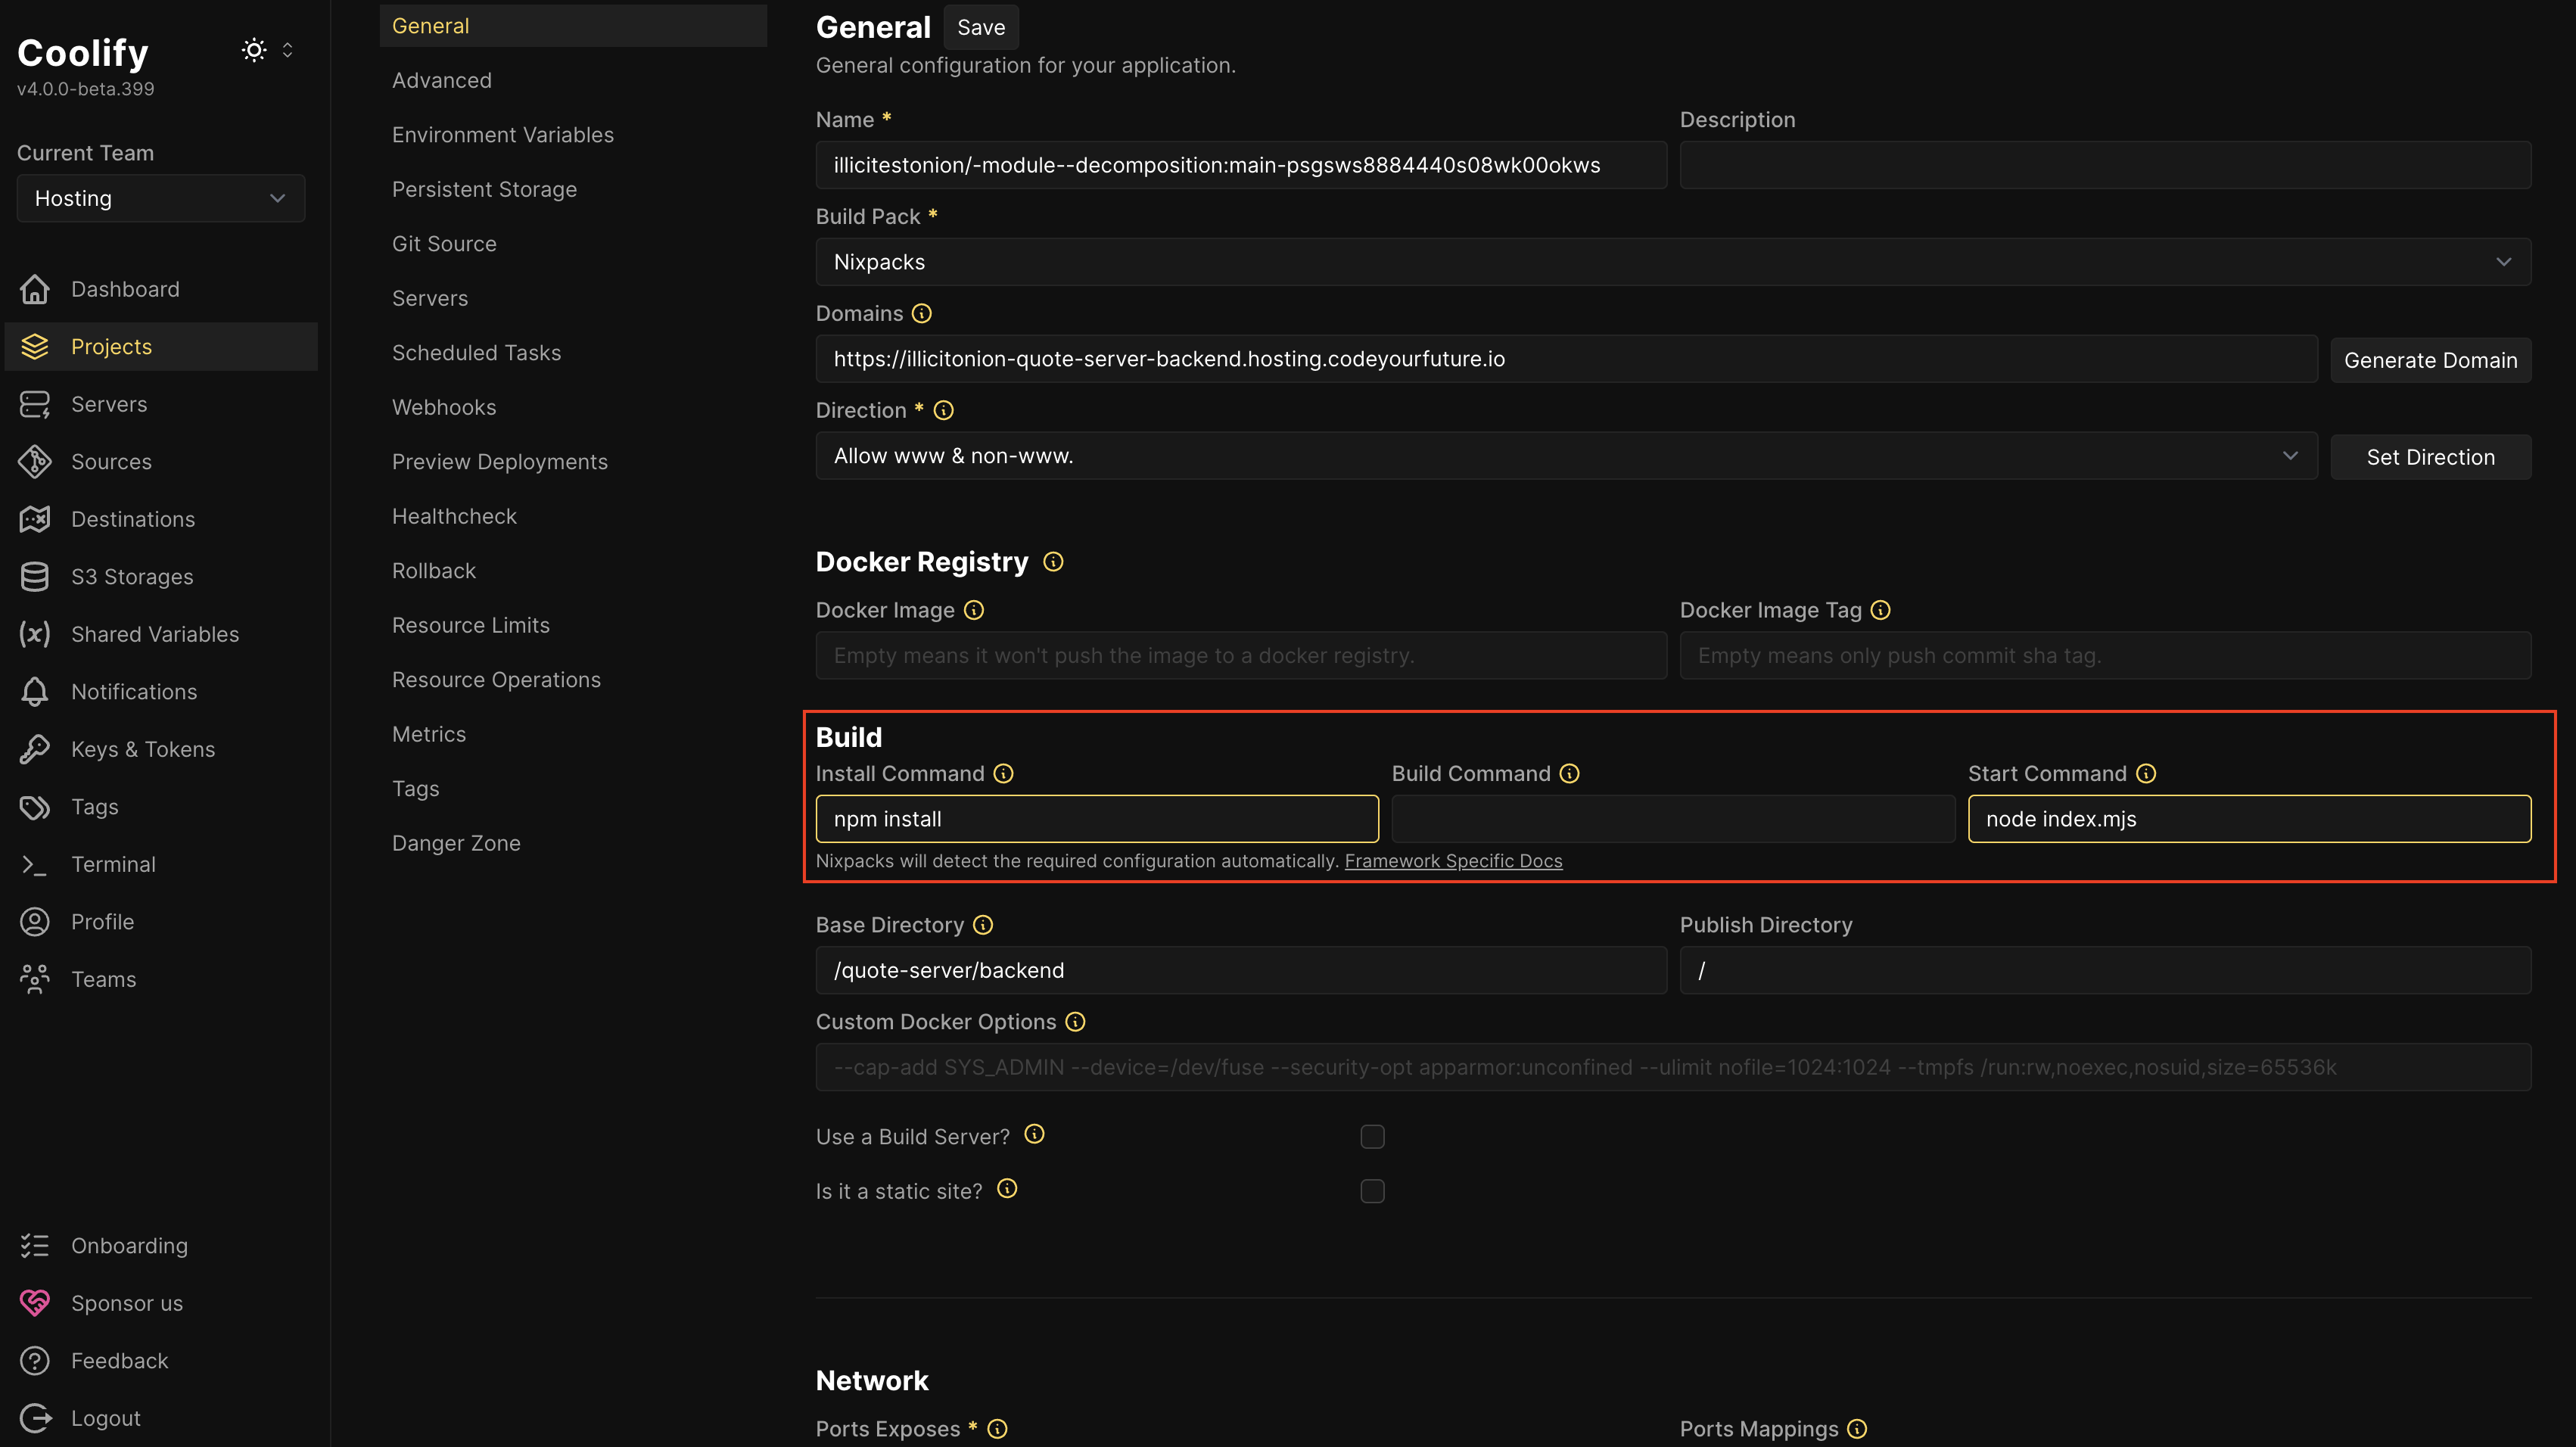 Coolify
v4.0.0-beta.399
Current Team
Hosting
Dashboard
Projects
Servers
Sources
Destinations
S3 Storages
Shared Variables
Notifications
Keys & Tokens
Tags
Terminal
Profile
Teams
Onboarding
Sponsor us
Feedback
Logout
General
Advanced
Environment Variables
Persistent Storage
Git Source
Servers
Scheduled Tasks
Webhooks
Preview Deployments
Healthcheck
Rollback
Resource Limits
Resource Operations
Metrics
Tags
Danger Zone
General Save
General configuration for your application.
Name * Description
illicitestonion/-module--decomposition:main-psgsws8884440s08wk00okws
Build Pack *
Nixpacks
Domains
https://illicitonion-quote-server-backend.hosting.codeyourfuture.io Generate Domain
Direction *
Allow www & non-www. Set Direction
Docker Registry
Docker Image Docker Image Tag
Empty means it won't push the image to a docker registry. Empty means only push commit sha tag.
Build
Install Command Build Command Start Command
npm install node index.mjs
Nixpacks will detect the required configuration automatically. Framework Specific Docs
Base Directory Publish Directory
/quote-server/backend /
Custom Docker Options
--cap-add SYS_ADMIN --device=/dev/fuse --security-opt apparmor:unconfined --ulimit nofile=1024:1024 --tmpfs /run:rw,noexec,nosuid,size=65536k
Use a Build Server?
Is it a static site?
Network
Ports Exposes * Ports Mappings